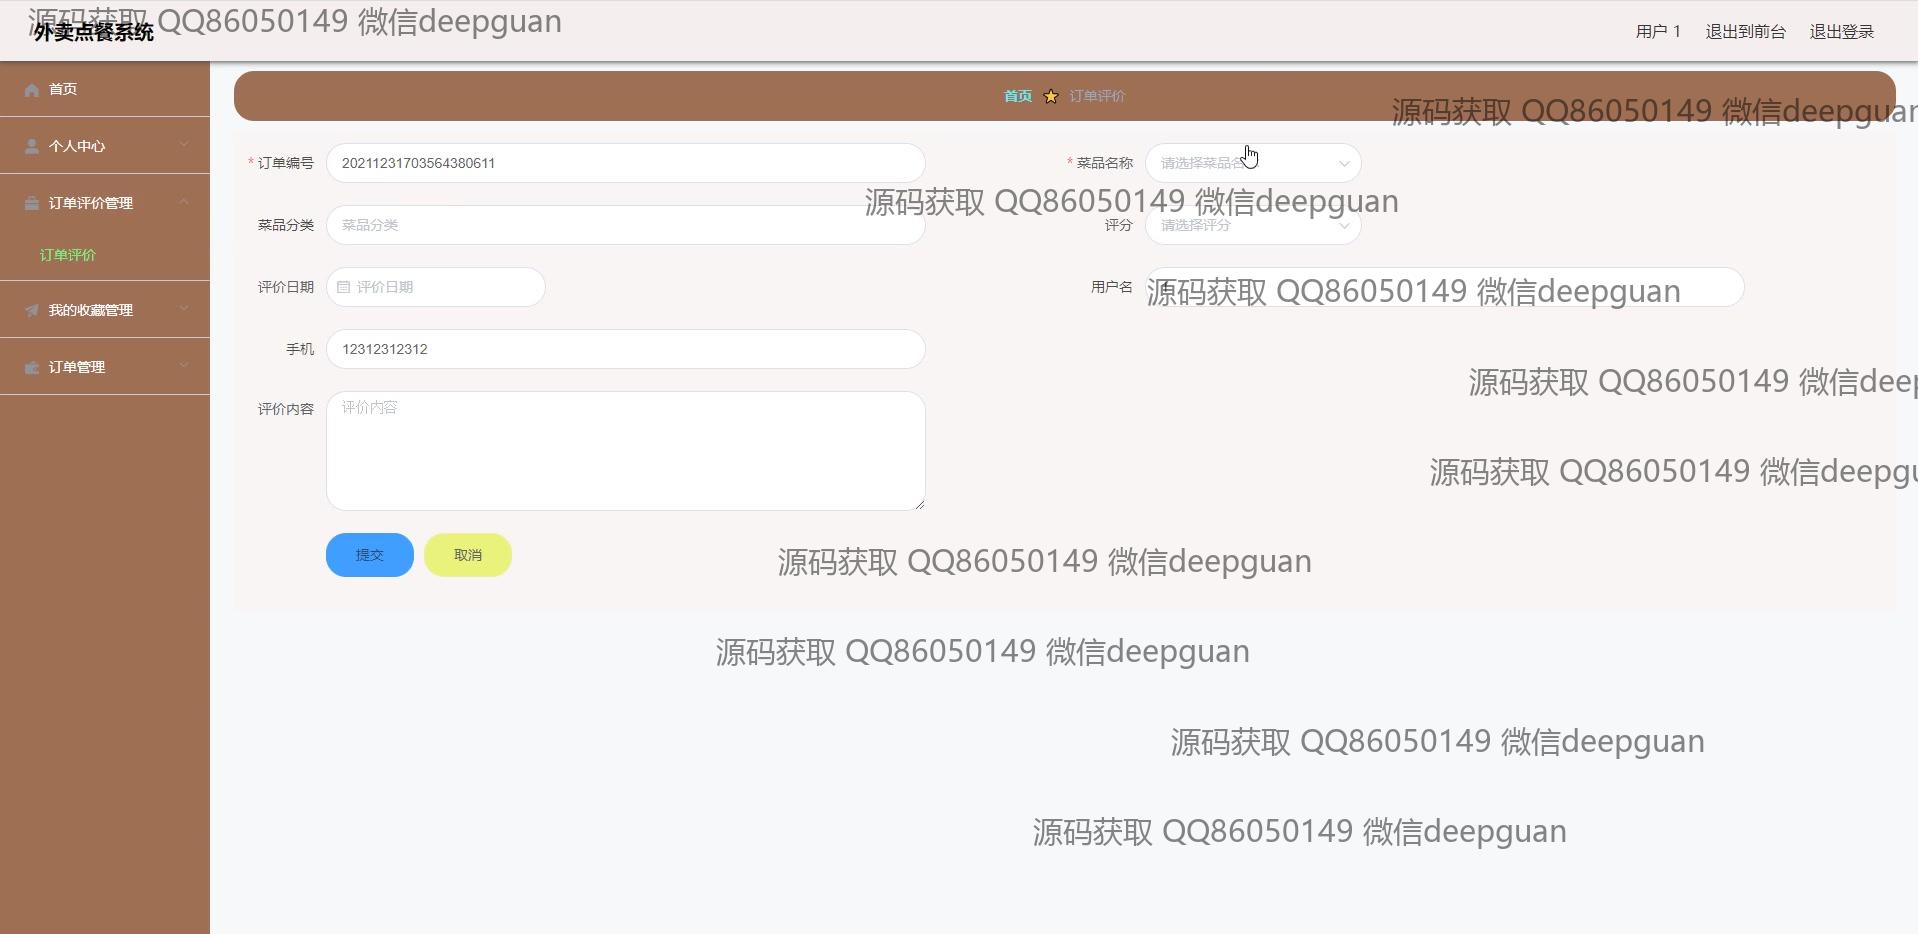 外卖点餐系统
源码获取 QQ86050149 微信deepguan
用户 1 退出到前台 退出登录
首页
个人中心
订单评价管理
订单评价
我的收藏管理
订单管理
首页 订单评价
源码获取 QQ86050149 微信deepguan
* 订单编号 20211231703564380611
* 菜品名称 请选择菜品名
源码获取 QQ86050149 微信deepguan
菜品分类 菜品分类
评分 请选择评分
评价日期 评价日期
用户名
源码获取 QQ86050149 微信deepguan
手机 12312312312
源码获取 QQ86050149 微信deep
评价内容 评价内容
源码获取 QQ86050149 微信deepgu
提交 取消
源码获取 QQ86050149 微信deepguan
源码获取 QQ86050149 微信deepguan
源码获取 QQ86050149 微信deepguan
源码获取 QQ86050149 微信deepguan